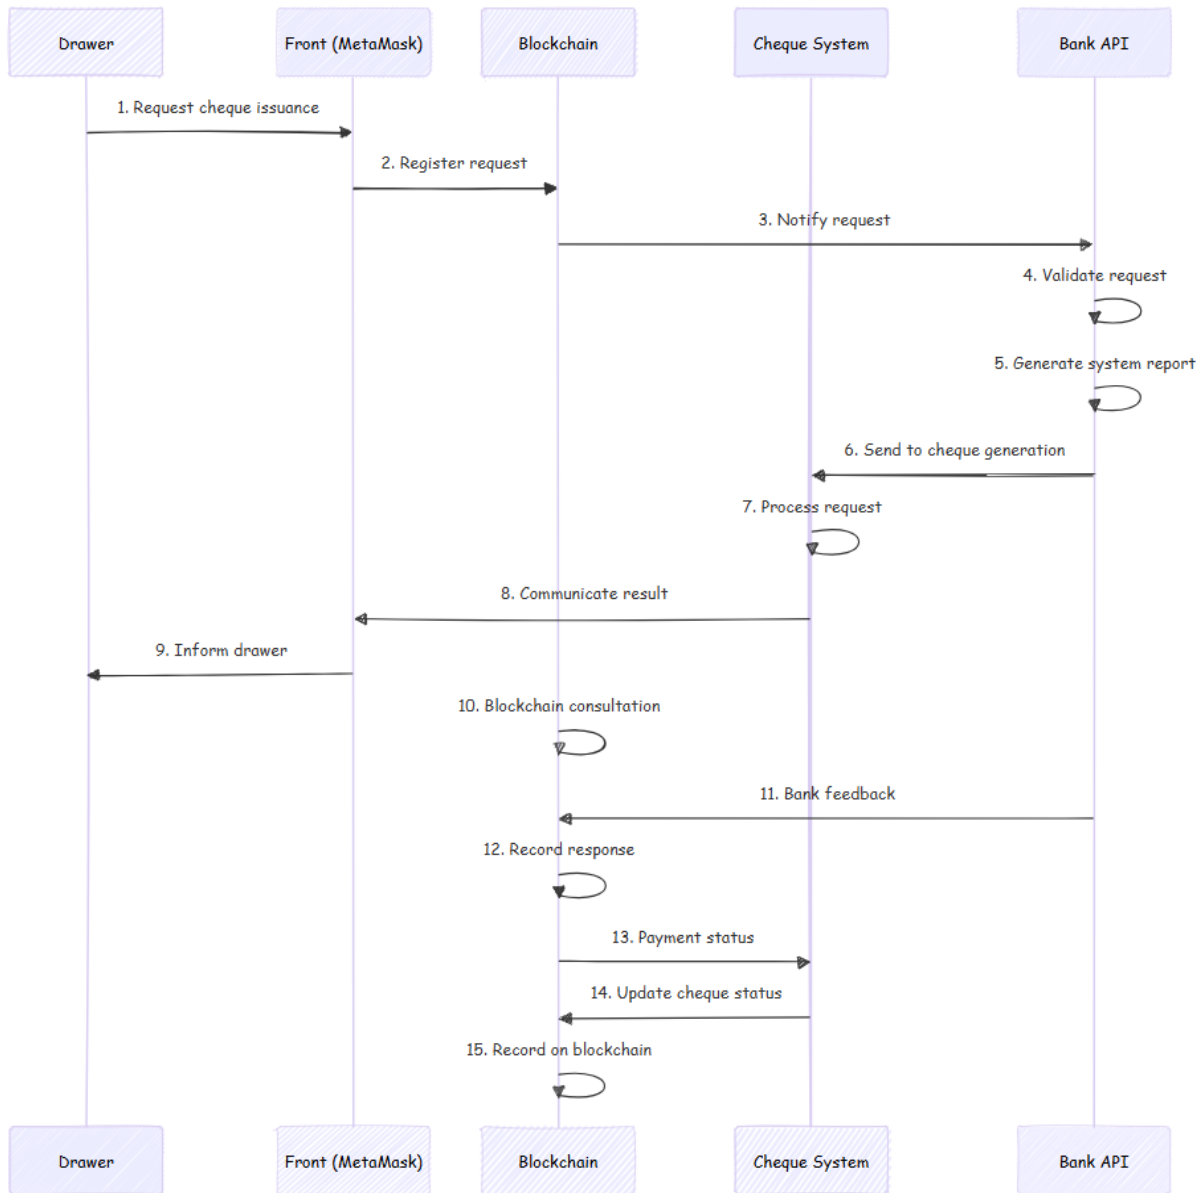 Drawer
Front (MetaMask)
Blockchain
Cheque System
Bank API
1. Request cheque issuance
2. Register request
3. Notify request
4. Validate request
5. Generate system report
6. Send to cheque generation
7. Process request
8. Communicate result
9. Inform drawer
10. Blockchain consultation
11. Bank feedback
12. Record response
13. Payment status
14. Update cheque status
15. Record on blockchain
Drawer
Front (MetaMask)
Blockchain
Cheque System
Bank API